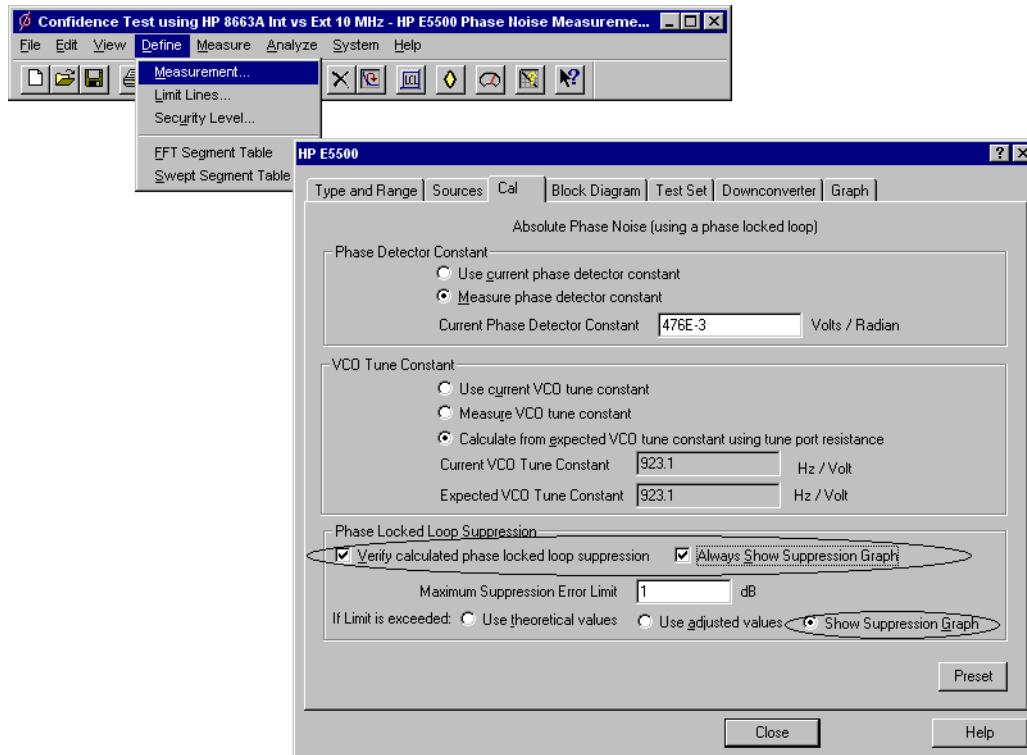 Confidence Test using HP 8663A Int vs Ext 10 MHz - HP E5500 Phase Noise Measureme...
File Edit View Define Measure Analyze System Help
Measurement...
Limit Lines...
Security Level...
FFT Segment Table
Swept Segment Table
HP E5500
Type and Range Sources Cal Block Diagram Test Set Downconverter Graph
Absolute Phase Noise (using a phase locked loop)
Phase Detector Constant
Use current phase detector constant
Measure phase detector constant
Current Phase Detector Constant 476E-3 Volts / Radian
VCO Tune Constant
Use current VCO tune constant
Measure VCO tune constant
Calculate from expected VCO tune constant using tune port resistance
Current VCO Tune Constant 923.1 Hz / Volt
Expected VCO Tune Constant 923.1 Hz / Volt
Phase Locked Loop Suppression
Verify calculated phase locked loop suppression Always Show Suppression Graph
Maximum Suppression Error Limit 1 dB
If Limit is exceeded: Use theoretical values Use adjusted values Show Suppression Graph
Preset
Close Help